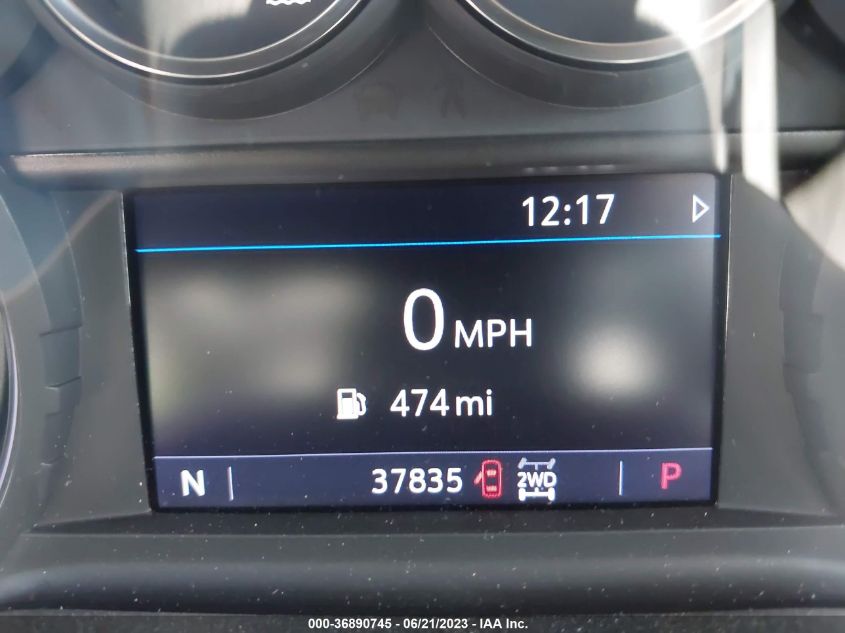 12:17
0 MPH
474 mi
N 37835 2WD P
000-36890745 - 06/21/2023 - IAA Inc.